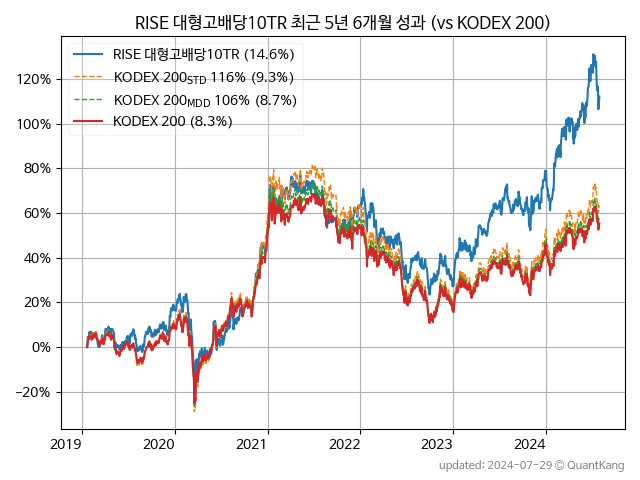 RISE 대형고배당10TR 최근 5년 6개월 성과 (vs KODEX 200)
RISE 대형고배당10TR (14.6%)
KODEX 200STD 116% (9.3%)
KODEX 200MDD 106% (8.7%)
KODEX 200 (8.3%)
120%
100%
80%
60%
40%
20%
0%
−20%
2019 2020 2021 2022 2023 2024
updated: 2024-07-29 © QuantKang